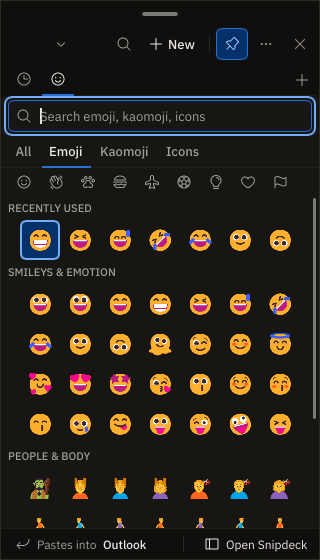 New
Search emoji, kaomoji, icons
All Emoji Kaomoji Icons
RECENTLY USED
SMILEYS & EMOTION
PEOPLE & BODY
Pastes into Outlook Open Snipdeck